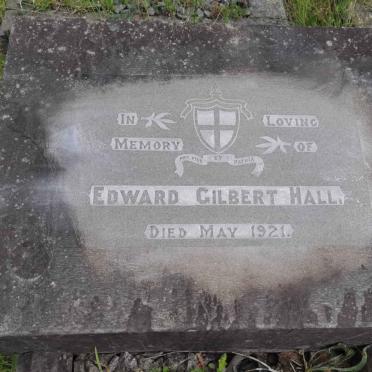 In Loving
Memory of
Edward Gilbert Hall,
Died May 1921.